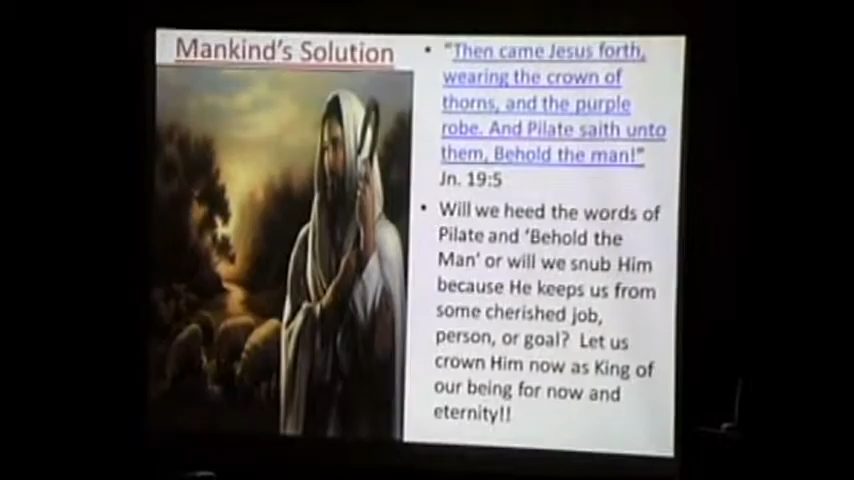 Mankind's Solution
• "Then came Jesus forth,
wearing the crown of
thorns, and the purple
robe. And Pilate saith unto
them, Behold the man!"
Jn. 19:5
• Will we heed the words of
Pilate and 'Behold the
Man' or will we snub Him
because He keeps us from
some cherished job,
person, or goal? Let us
crown Him now as King of
our being for now and
eternity!!